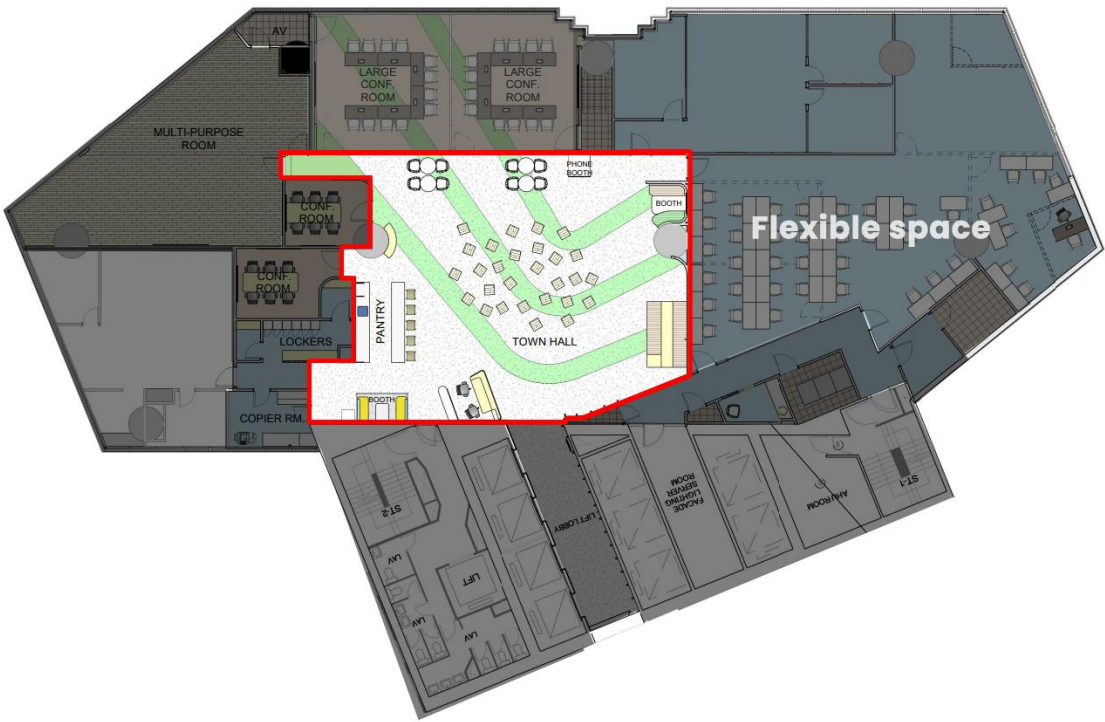 AV
LARGE
CONF.
ROOM
LARGE
CONF.
ROOM
MULTI-PURPOSE
ROOM
PHONE
BOOTH
CONF.
ROOM
BOOTH
Flexible space
CONF.
ROOM
PANTRY
LOCKERS
TOWN HALL
BOOTH
COPIER RM.
ST-2
LIFT LOBBY
FACADE
LIGHTING
SERVER
ROOM
AHU ROOM
ST-1
LAV
LIFT
LAV
LAV